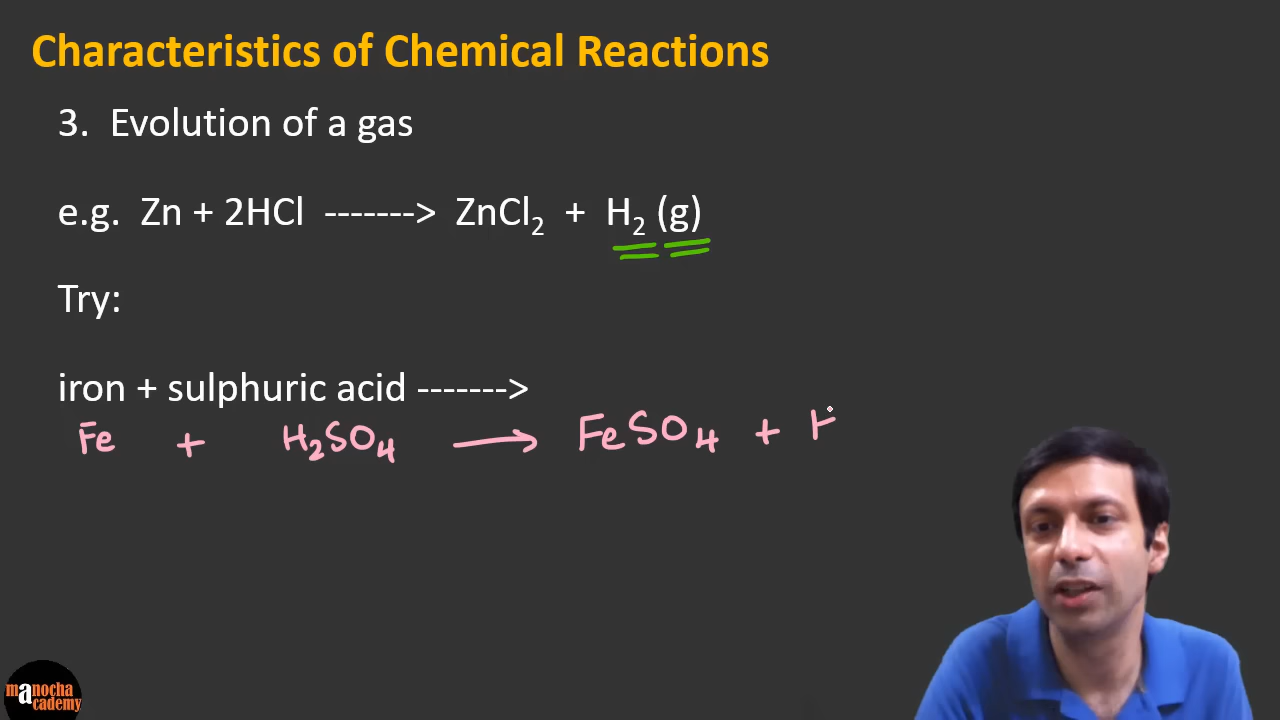 Characteristics of Chemical Reactions
3. Evolution of a gas
e.g. Zn + 2HCl -------> ZnCl₂ + H₂ (g)
Try:
iron + sulphuric acid ------->
Fe + H₂SO₄ → FeSO₄ +
manocha
academy